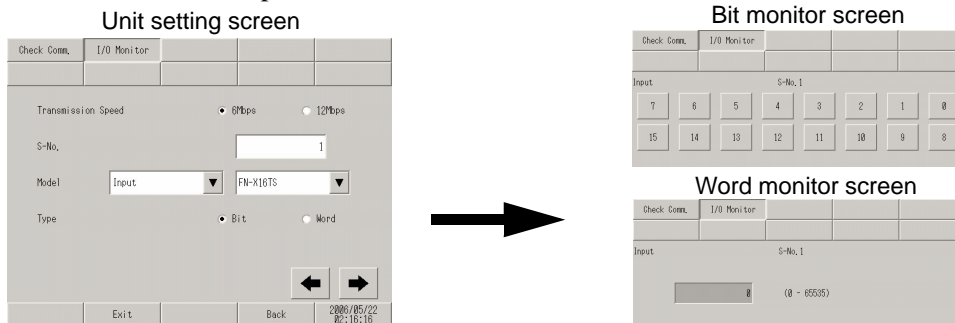 Unit setting screen
Check Comm. I/O Monitor
Transmission Speed 6Mbps 12Mbps
S-No. 1
Model Input FN-X16TS
Type Bit Word
Exit Back 2006/05/22
02:16:16
Bit monitor screen
Check Comm. I/O Monitor
Input S-No.1
7 6 5 4 3 2 1 0
15 14 13 12 11 10 9 8
Word monitor screen
Check Comm. I/O Monitor
Input S-No.1
0 (0 - 65535)